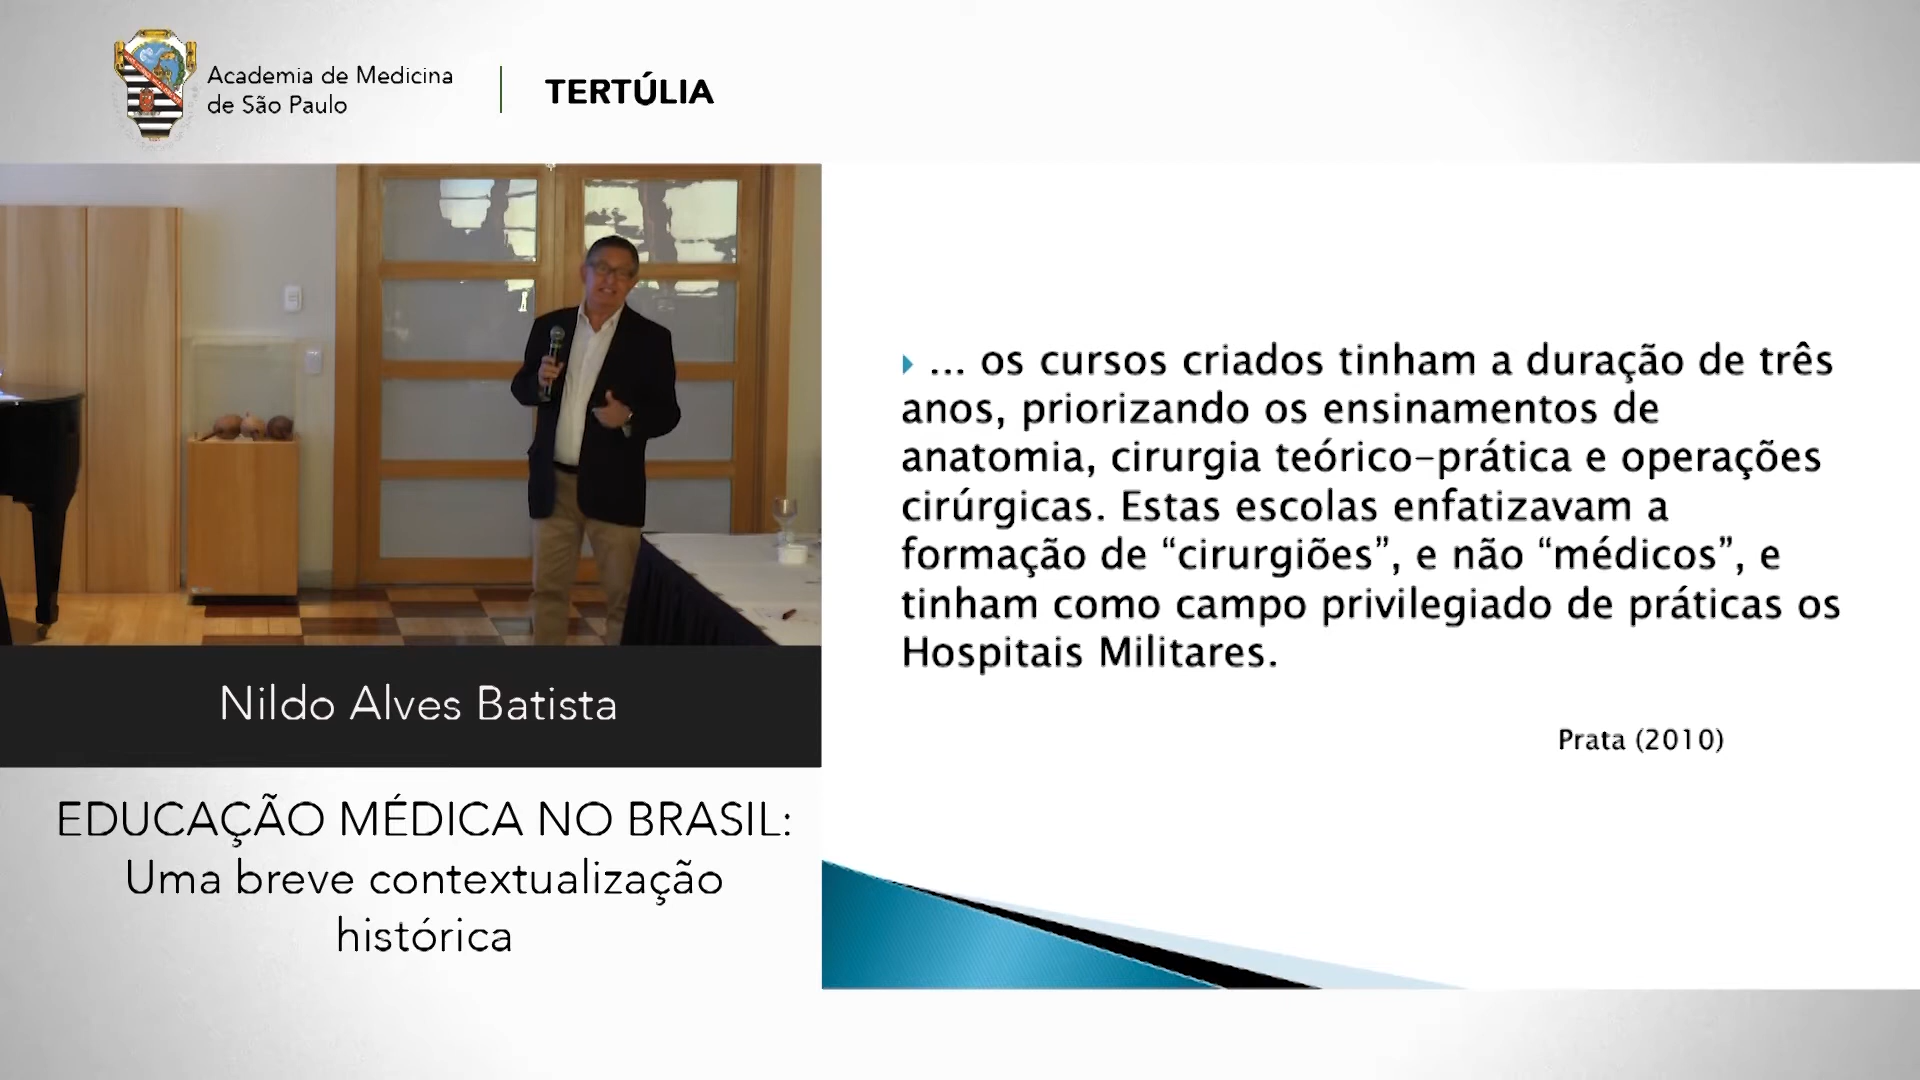 Academia de Medicina
de São Paulo
TERTÚLIA
... os cursos criados tinham a duração de três
anos, priorizando os ensinamentos de
anatomia, cirurgia teórico-prática e operações
cirúrgicas. Estas escolas enfatizavam a
formação de “cirurgiões”, e não “médicos”, e
tinham como campo privilegiado de práticas os
Hospitais Militares.
Prata (2010)
Nildo Alves Batista
EDUCAÇÃO MÉDICA NO BRASIL:
Uma breve contextualização
histórica